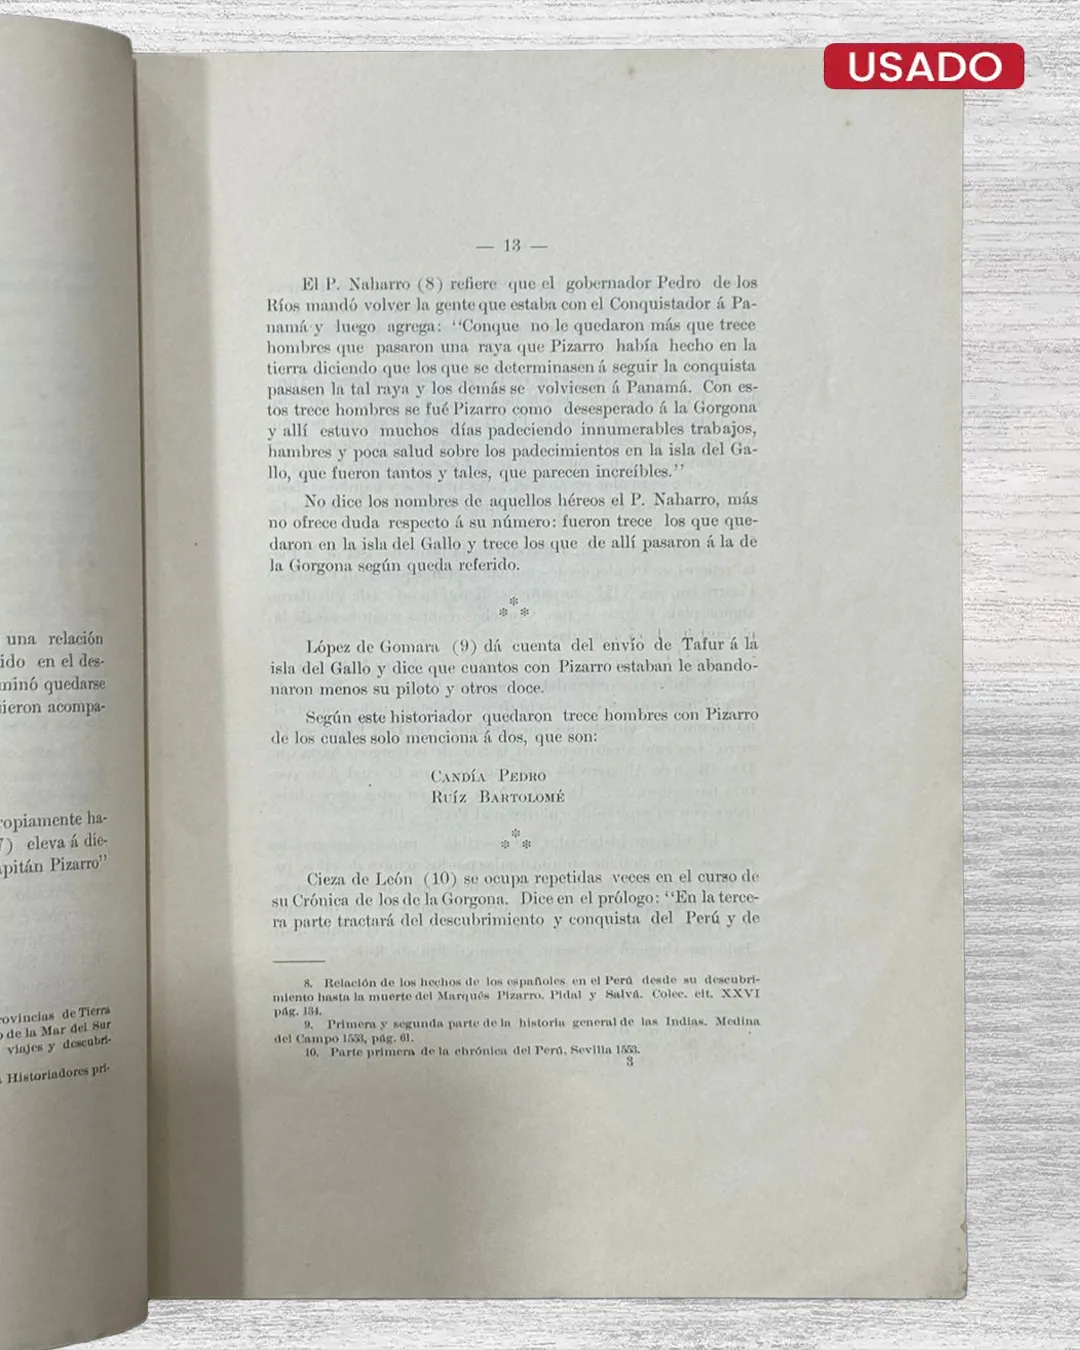 USADO
una relación
ido en el des-
minó quedarse
ieron acompa-
ropiamente ha-
7) eleva á die-
apitán Pizarro”
rovincias de Tierra
o de la Mar del Sur
viajes y descubri-
Historiadores pri-
— 13 —
El P. Naharro (8) refiere que el gobernador Pedro de los
Ríos mandó volver la gente que estaba con el Conquistador á Pa-
namá y luego agrega: “Conque no le quedaron más que trece
hombres que pasaron una raya que Pizarro había hecho en la
tierra diciendo que los que se determinasen á seguir la conquista
pasasen la tal raya y los demás se volviesen á Panamá. Con es-
tos trece hombres se fué Pizarro como desesperado á la Gorgona
y allí estuvo muchos días padeciendo innumerables trabajos,
hambres y poca salud sobre los padecimientos en la isla del Ga-
llo, que fueron tantos y tales, que parecen increíbles.”
No dice los nombres de aquellos héreos el P. Naharro, más
no ofrece duda respecto á su número: fueron trece los que que-
daron en la isla del Gallo y trece los que de allí pasaron á la de
la Gorgona según queda referido.
López de Gomara (9) dá cuenta del envío de Tafur á la
isla del Gallo y dice que cuantos con Pizarro estaban le abando-
naron menos su piloto y otros doce.
Según este historiador quedaron trece hombres con Pizarro
de los cuales solo menciona á dos, que son:
CANDÍA PEDRO
RUÍZ BARTOLOMÉ
Cieza de León (10) se ocupa repetidas veces en el curso de
su Crónica de los de la Gorgona. Dice en el prólogo: “En la terce-
ra parte tractará del descubrimiento y conquista del Perú y de
8. Relación de los hechos de los españoles en el Perú desde su descubri-
miento hasta la muerte del Marqués Pizarro. Pidal y Salvá. Colec. cit. XXVI
pág. 134.
9. Primera y segunda parte de la historia general de las Indias. Medina
del Campo 1553, pág. 61.
10. Parte primera de la chrónica del Perú. Sevilla 1553.
3